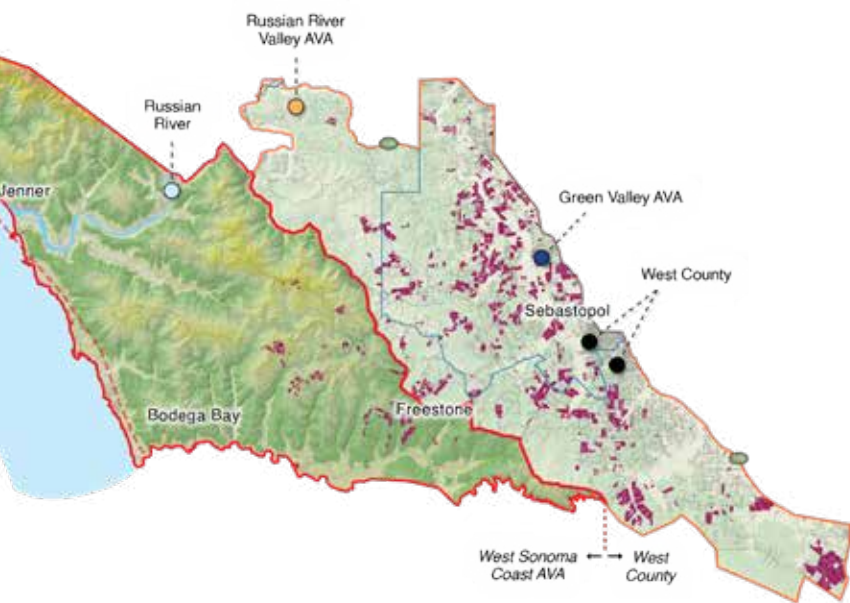 Russian River
Valley AVA
Russian
River
Jenner
Green Valley AVA
West County
Sebastopol
Bodega Bay
Freestone
West Sonoma
Coast AVA
West
County